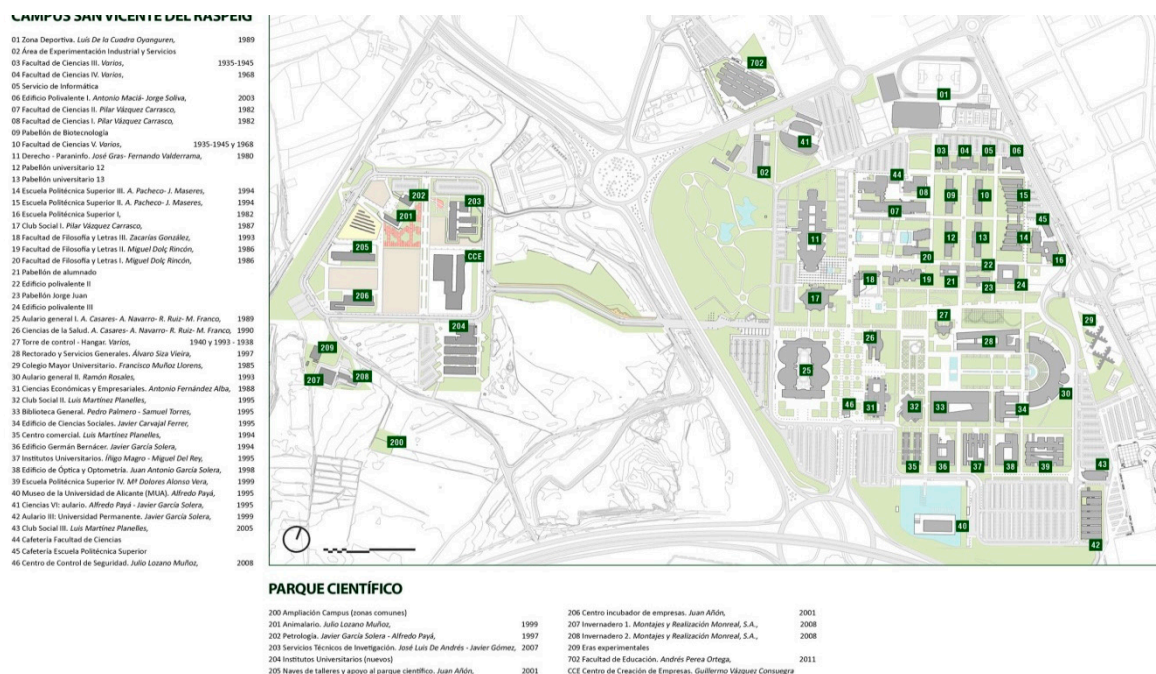 CAMPUS SAN VICENTE DEL RASPEIG
01 Zona Deportiva. Luís De la Cuadra Oyanguren, 1989
02 Área de Experimentación Industrial y Servicios
03 Facultad de Ciencias III. Varios, 1935-1945
04 Facultad de Ciencias IV. Varios, 1968
05 Servicio de Informática
06 Edificio Polivalente I. Antonio Maciá- Jorge Soliva, 2003
07 Facultad de Ciencias II. Pilar Vázquez Carrasco, 1982
08 Facultad de Ciencias I. Pilar Vázquez Carrasco, 1982
09 Pabellón de Biotecnología
10 Facultad de Ciencias V. Varios, 1935-1945 y 1968
11 Derecho - Paraninfo. José Gras- Fernando Valderrama, 1980
12 Pabellón universitario 12
13 Pabellón universitario 13
14 Escuela Politécnica Superior III. A. Pacheco- J. Maseres, 1994
15 Escuela Politécnica Superior II. A. Pacheco- J. Maseres, 1994
16 Escuela Politécnica Superior I, 1982
17 Club Social I. Pilar Vázquez Carrasco, 1987
18 Facultad de Filosofía y Letras III. Zacarías González, 1993
19 Facultad de Filosofía y Letras II. Miguel Dolç Rincón, 1986
20 Facultad de Filosofía y Letras I. Miguel Dolç Rincón, 1986
21 Pabellón de alumnado
22 Edificio polivalente II
23 Pabellón Jorge Juan
24 Edificio polivalente III
25 Aulario general I. A. Casares- A. Navarro- R. Ruiz- M. Franco, 1989
26 Ciencias de la Salud. A. Casares- A. Navarro- R. Ruiz- M. Franco, 1990
27 Torre de control - Hangar. Varios, 1940 y 1993 - 1938
28 Rectorado y Servicios Generales. Álvaro Siza Vieira, 1997
29 Colegio Mayor Universitario. Francisco Muñoz Llorens, 1985
30 Aulario general II. Ramón Rosales, 1993
31 Ciencias Económicas y Empresariales. Antonio Fernández Alba, 1988
32 Club Social II. Luis Martínez Planelles, 1995
33 Biblioteca General. Pedro Palmero - Samuel Torres, 1995
34 Edificio de Ciencias Sociales. Javier Carvajal Ferrer, 1995
35 Centro comercial. Luis Martínez Planelles, 1994
36 Edificio Germán Bernácer. Javier García Solera, 1994
37 Institutos Universitarios. Íñigo Magro - Miguel Del Rey, 1995
38 Edificio de Óptica y Optometría. Juan Antonio García Solera, 1998
39 Escuela Politécnica Superior IV. Mª Dolores Alonso Vera, 1999
40 Museo de la Universidad de Alicante (MUA). Alfredo Payá, 1995
41 Ciencias VI: aulario. Alfredo Payá - Javier García Solera, 1995
42 Aulario III: Universidad Permanente. Javier García Solera, 1999
43 Club Social III. Luis Martínez Planelles, 2005
44 Cafetería Facultad de Ciencias
45 Cafetería Escuela Politécnica Superior
46 Centro de Control de Seguridad. Julio Lozano Muñoz, 2008
702
01
41
02
03 04 05 06
44
08
09
10
15
07
45
11
12
13
14
16
20
22
18
19
21
23
24
17
27
29
26
28
25
30
46
31
32
33
34
35
36
37
38
39
43
40
42
202
201
203
205
CCE
206
204
209
207
208
200
PARQUE CIENTÍFICO
200 Ampliación Campus (zonas comunes)
201 Animalario. Julio Lozano Muñoz, 1999
202 Petrología. Javier García Solera - Alfredo Payá, 1997
203 Servicios Técnicos de Invetigación. José Luis De Andrés - Javier Gómez, 2007
204 Institutos Universitarios (nuevos)
205 Naves de talleres y apoyo al parque científico. Juan Añón, 2001
206 Centro incubador de empresas. Juan Añón, 2001
207 Invernadero 1. Montajes y Realización Monreal, S.A., 2008
208 Invernadero 2. Montajes y Realización Monreal, S.A., 2008
209 Eras experimentales
702 Facultad de Educación. Andrés Perea Ortega, 2011
CCE Centro de Creación de Empresas. Guillermo Vázquez Consuegra